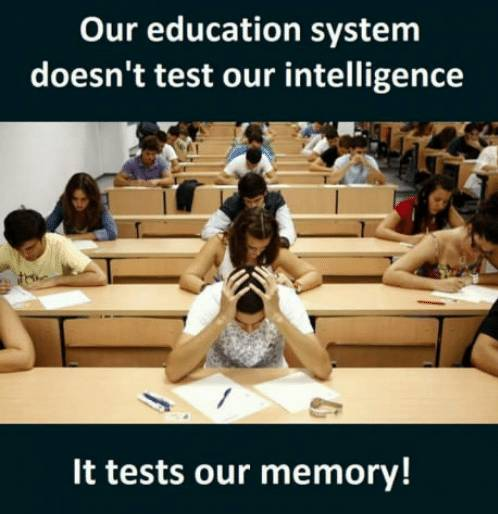 Our education system
doesn't test our intelligence
It tests our memory!